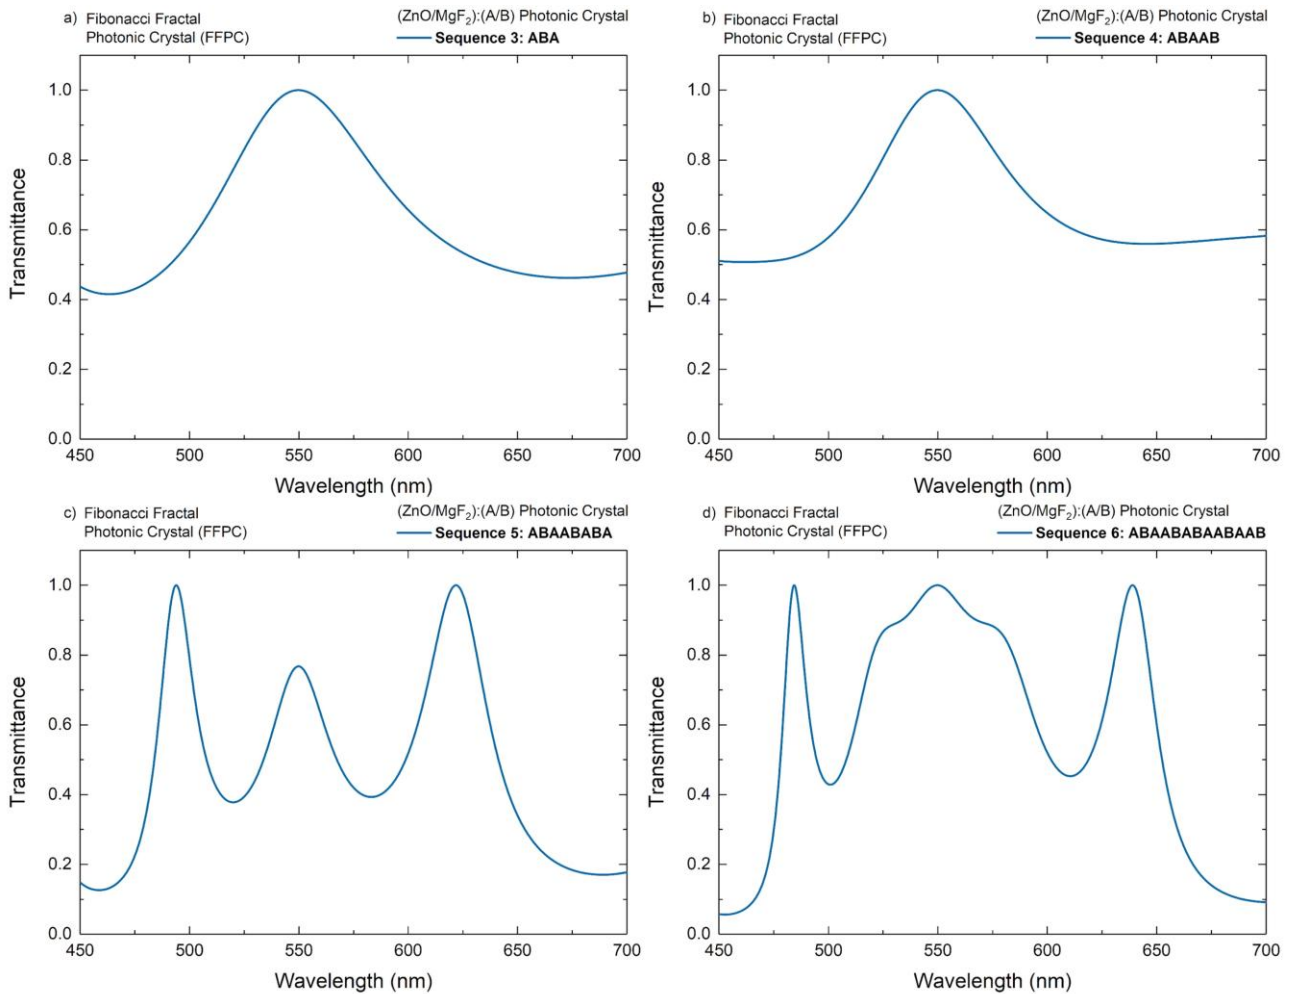 a) Fibonacci Fractal
Photonic Crystal (FFPC)
(ZnO/MgF₂):(A/B) Photonic Crystal
Sequence 3: ABA
1.0
0.8
0.6
0.4
0.2
0.0
Transmittance
450 500 550 600 650 700
Wavelength (nm)
b) Fibonacci Fractal
Photonic Crystal (FFPC)
(ZnO/MgF₂):(A/B) Photonic Crystal
Sequence 4: ABAAB
1.0
0.8
0.6
0.4
0.2
0.0
Transmittance
450 500 550 600 650 700
Wavelength (nm)
c) Fibonacci Fractal
Photonic Crystal (FFPC)
(ZnO/MgF₂):(A/B) Photonic Crystal
Sequence 5: ABAABABA
1.0
0.8
0.6
0.4
0.2
0.0
Transmittance
450 500 550 600 650 700
Wavelength (nm)
d) Fibonacci Fractal
Photonic Crystal (FFPC)
(ZnO/MgF₂):(A/B) Photonic Crystal
Sequence 6: ABAABABAABAAB
1.0
0.8
0.6
0.4
0.2
0.0
Transmittance
450 500 550 600 650 700
Wavelength (nm)